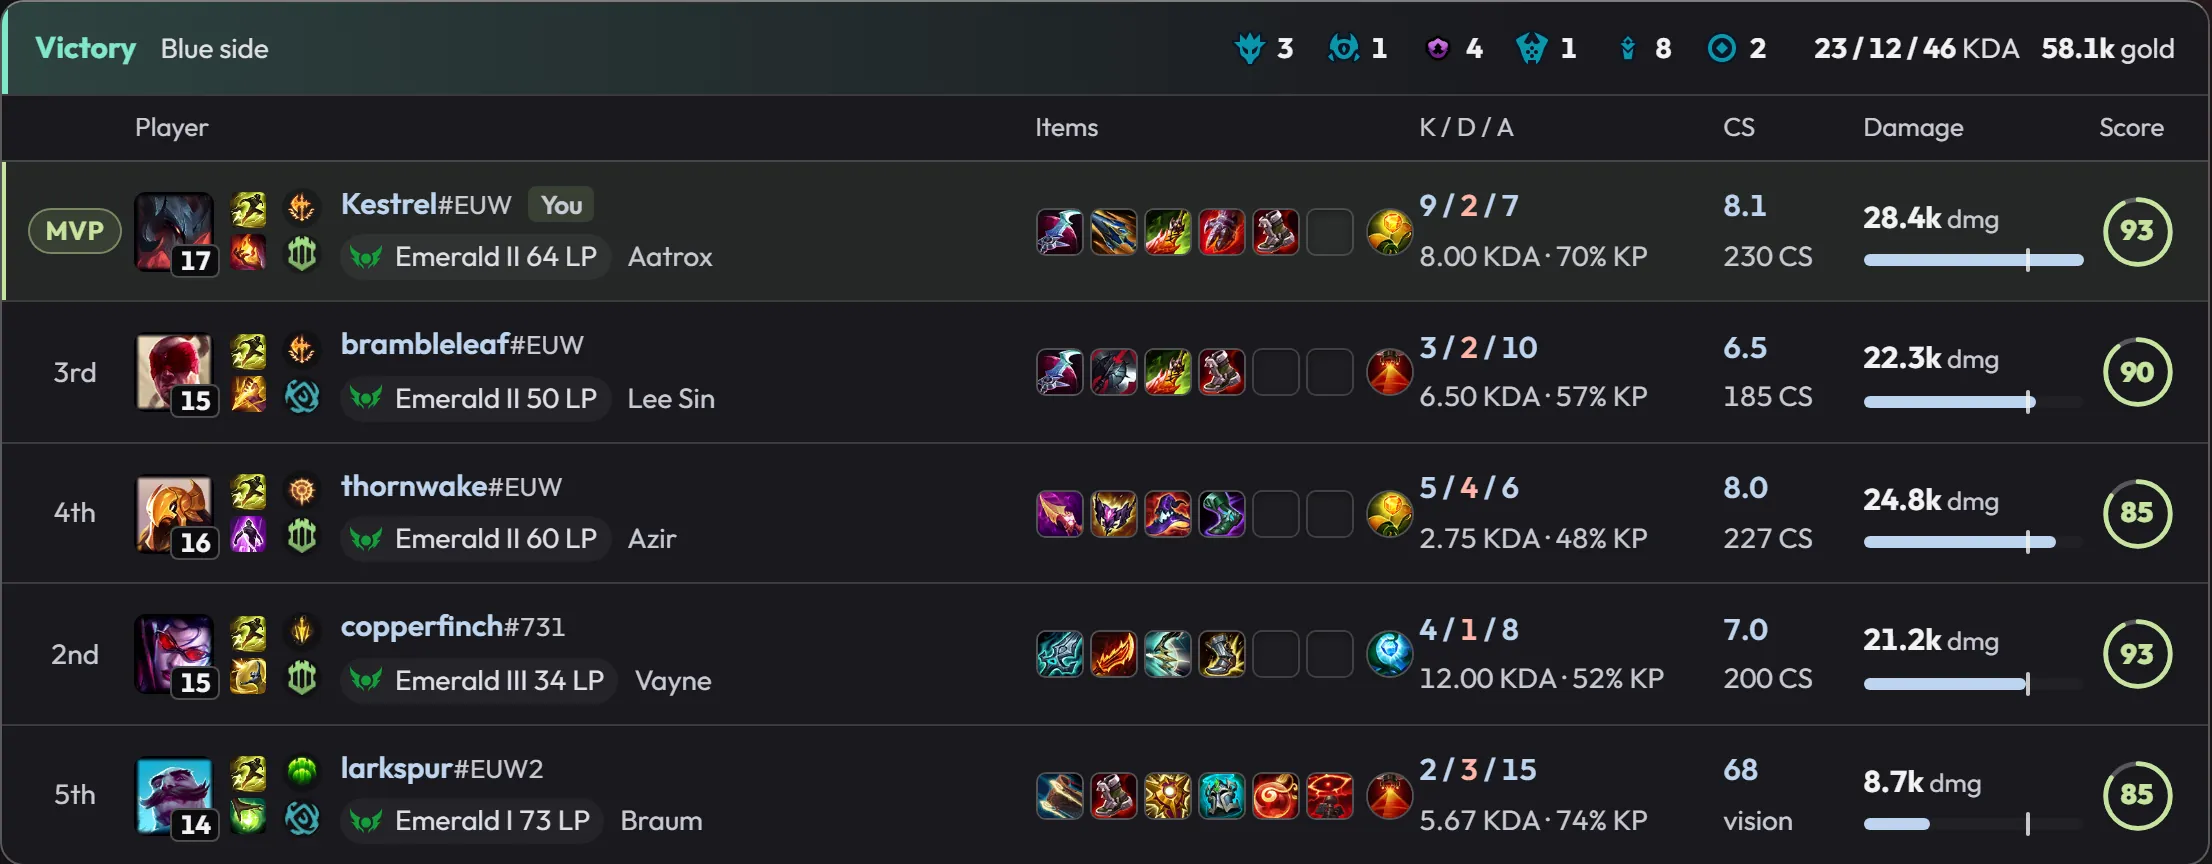 Victory Blue side 3 1 4 1 8 2 23 / 12 / 46 KDA 58.1k gold
Player Items K / D / A CS Damage Score
MVP 17 Kestrel#EUW You 9 / 2 / 7 8.1 28.4k dmg 93
Emerald II 64 LP Aatrox 8.00 KDA · 70% KP 230 CS
3rd 15 brambleleaf#EUW 3 / 2 / 10 6.5 22.3k dmg 90
Emerald II 50 LP Lee Sin 6.50 KDA · 57% KP 185 CS
4th 16 thornwake#EUW 5 / 4 / 6 8.0 24.8k dmg 85
Emerald II 60 LP Azir 2.75 KDA · 48% KP 227 CS
2nd 15 copperfinch#731 4 / 1 / 8 7.0 21.2k dmg 93
Emerald III 34 LP Vayne 12.00 KDA · 52% KP 200 CS
5th 14 larkspur#EUW2 2 / 3 / 15 68 8.7k dmg 85
Emerald I 73 LP Braum 5.67 KDA · 74% KP vision